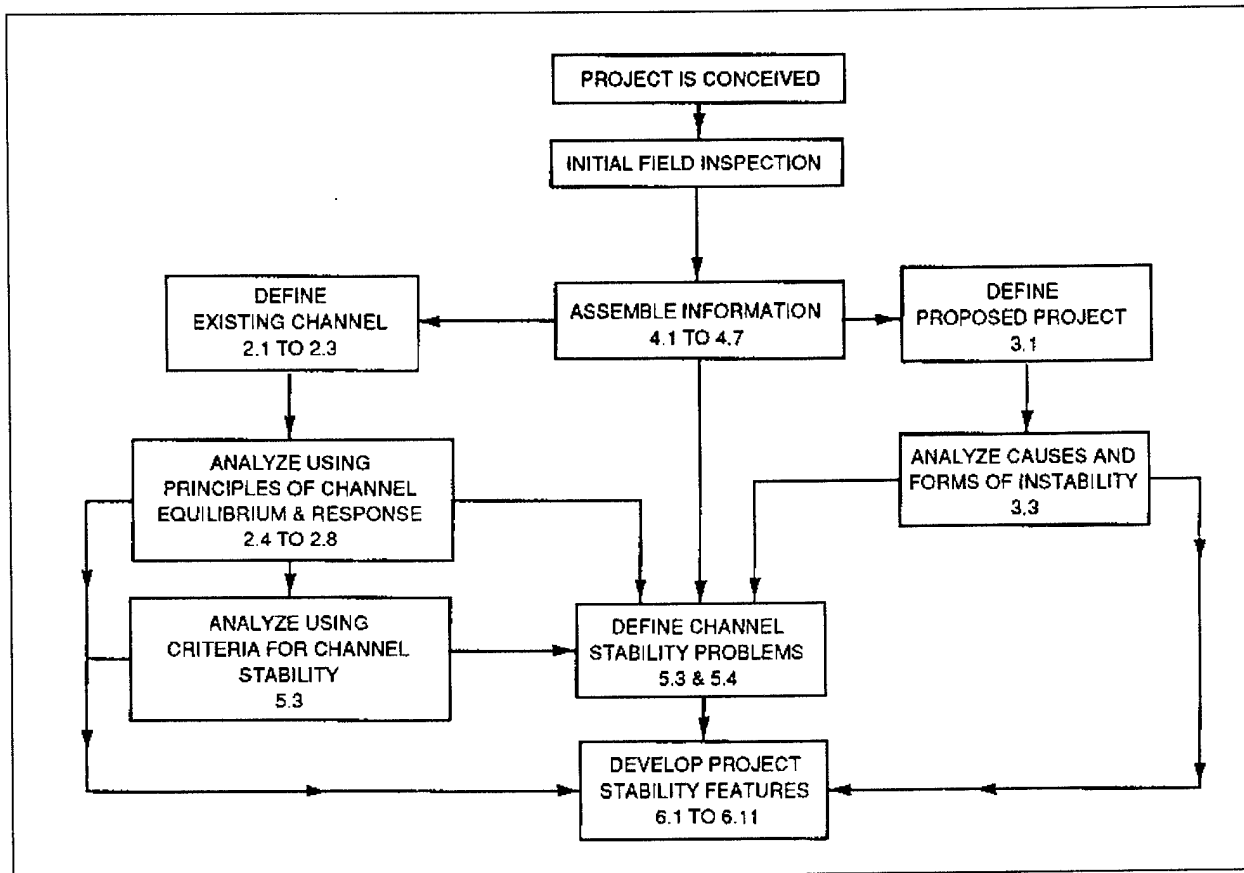 PROJECT IS CONCEIVED
INITIAL FIELD INSPECTION
DEFINE
EXISTING CHANNEL
2.1 TO 2.3
ASSEMBLE INFORMATION
4.1 TO 4.7
DEFINE
PROPOSED PROJECT
3.1
ANALYZE USING
PRINCIPLES OF CHANNEL
EQUILIBRIUM & RESPONSE
2.4 TO 2.8
ANALYZE CAUSES AND
FORMS OF INSTABILITY
3.3
ANALYZE USING
CRITERIA FOR CHANNEL
STABILITY
5.3
DEFINE CHANNEL
STABILITY PROBLEMS
5.3 & 5.4
DEVELOP PROJECT
STABILITY FEATURES
6.1 TO 6.11